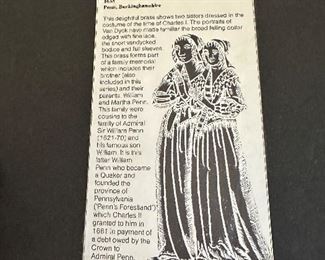 1641
Penn, Buckinghamshire
This delightful brass shows two sisters dressed in the
costume of the time of Charles I. The portraits of
Van Dyck have made familiar the broad falling collar
edged with fine lace,
the short vandycked
bodice and full sleeves.
This brass forms part
of a family memorial
which includes their
brother (also
included in this
series) and their
parents, William
and Martha Penn.
This family were
cousins to the
family of Admiral
Sir William Penn
(1621-70) and
his famous son
William. It is this
latter William
Penn who became
a Quaker and
founded the
province of
Pennsylvania
('Penn's Forestland')
which Charles II
granted to him in
1681 in payment of
a debt owed by the
Crown to
Admiral Penn.